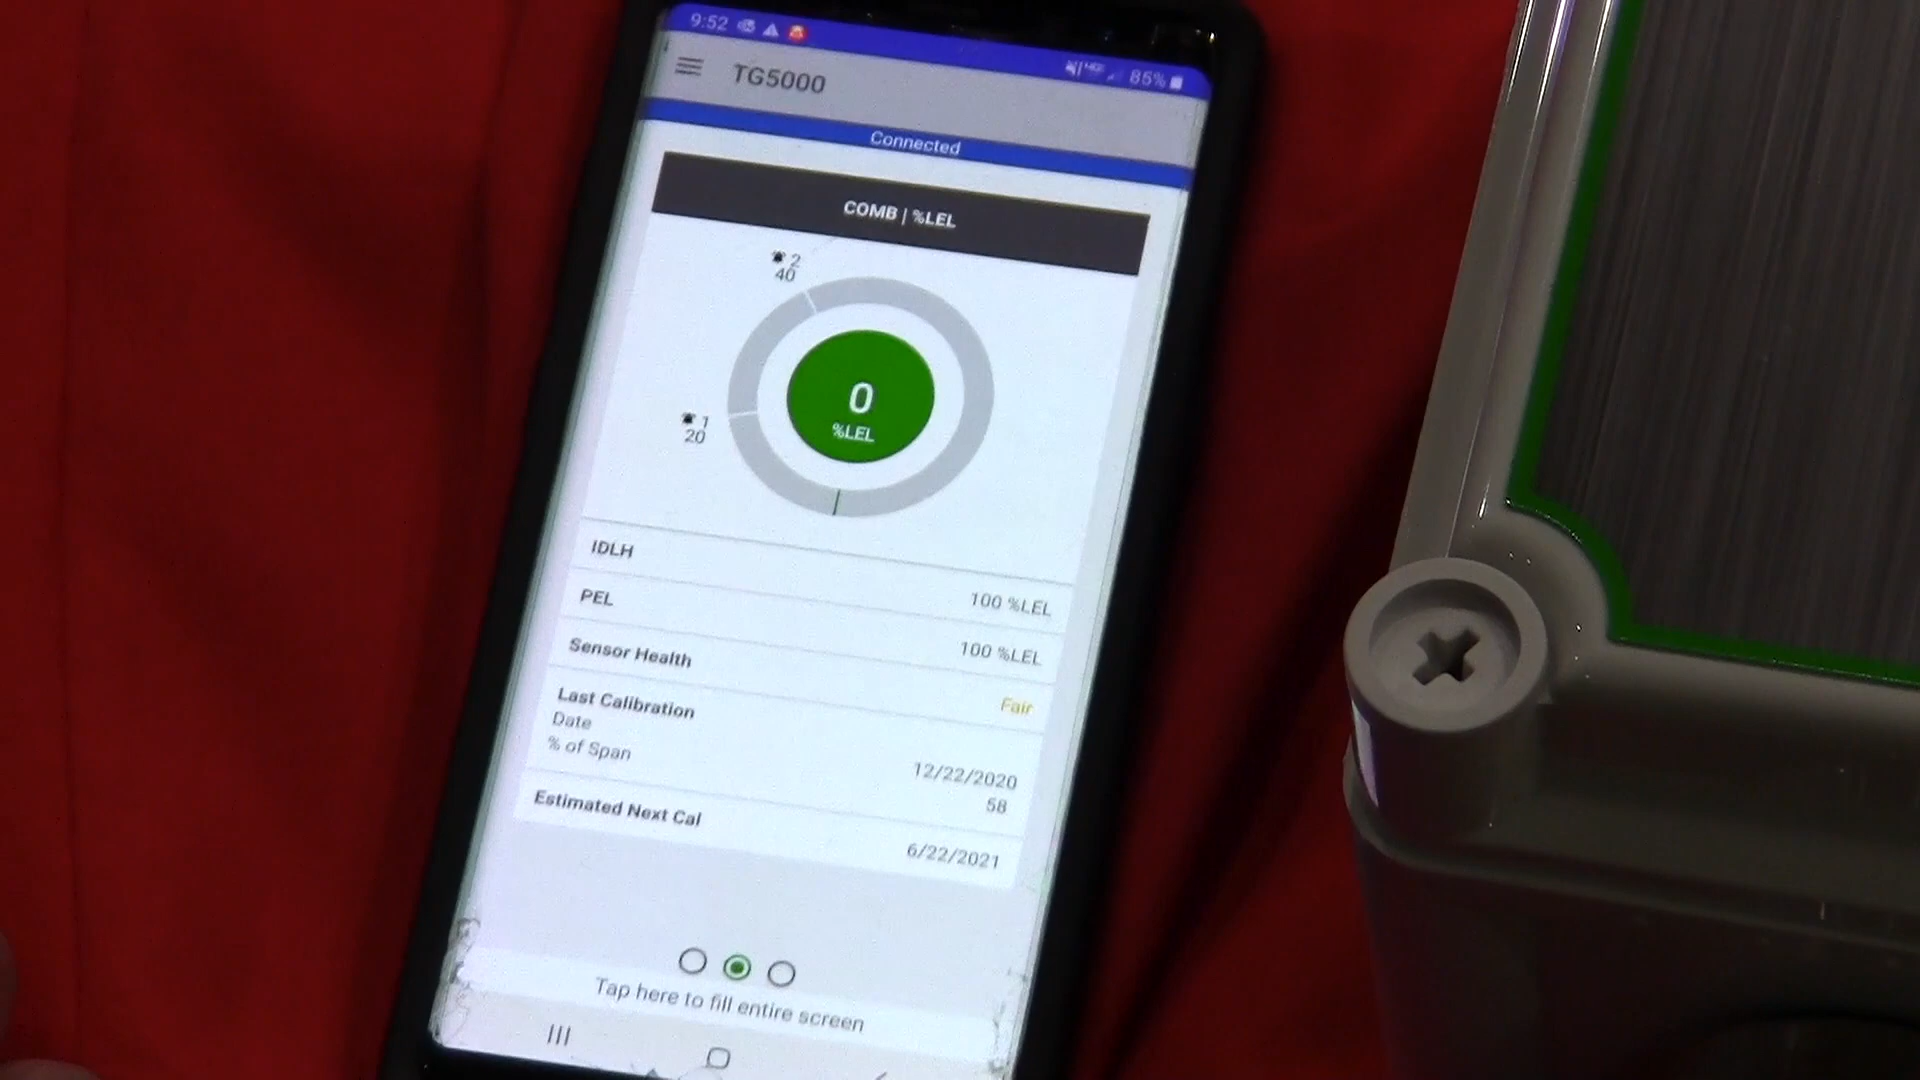 9:52
85%
TG5000
Connected
COMB | %LEL
2
40
1
20
0
%LEL
IDLH
100 %LEL
PEL
100 %LEL
Sensor Health
Fair
Last Calibration
Date
12/22/2020
% of Span
58
Estimated Next Cal
6/22/2021
Tap here to fill entire screen